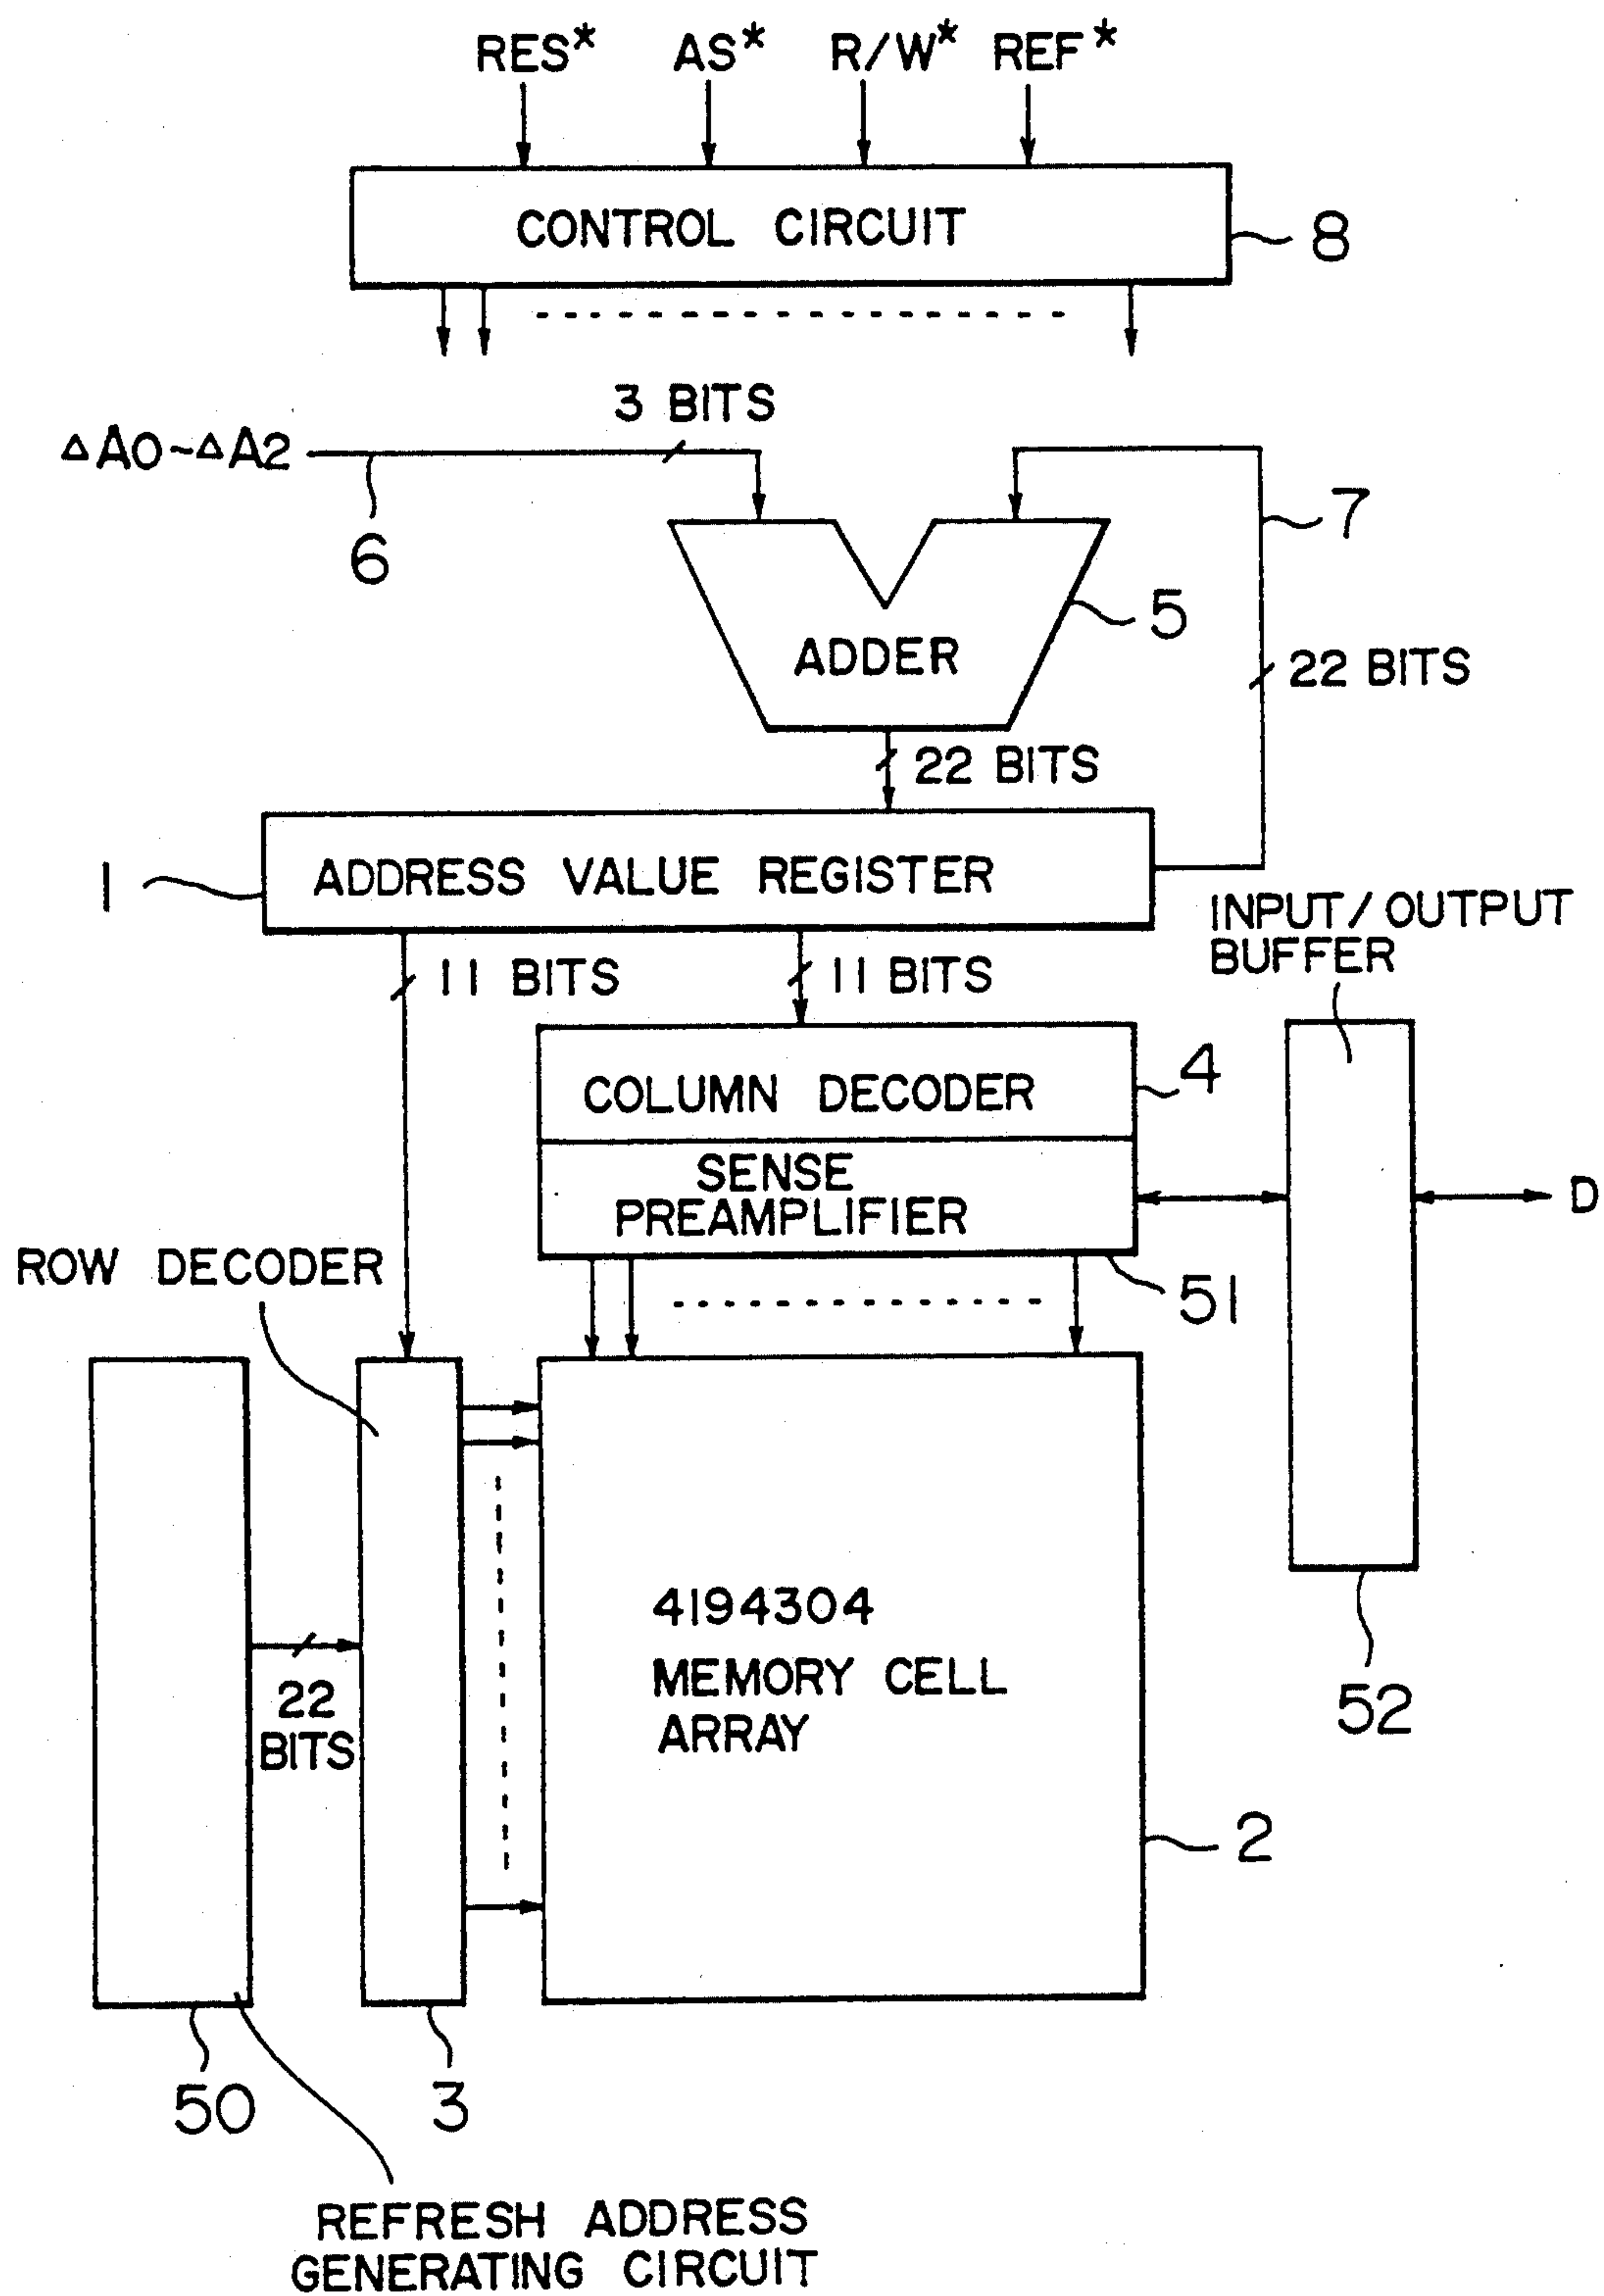 RES* AS* R/W* REF*
CONTROL CIRCUIT
8
3 BITS
ΔA0~ΔA2
6
7
5
ADDER
22 BITS
22 BITS
1
ADDRESS VALUE REGISTER
INPUT/OUTPUT
BUFFER
11 BITS
11 BITS
4
COLUMN DECODER
SENSE
PREAMPLIFIER
D
ROW DECODER
51
4194304
MEMORY CELL
ARRAY
22
BITS
52
2
50
3
REFRESH ADDRESS
GENERATING CIRCUIT